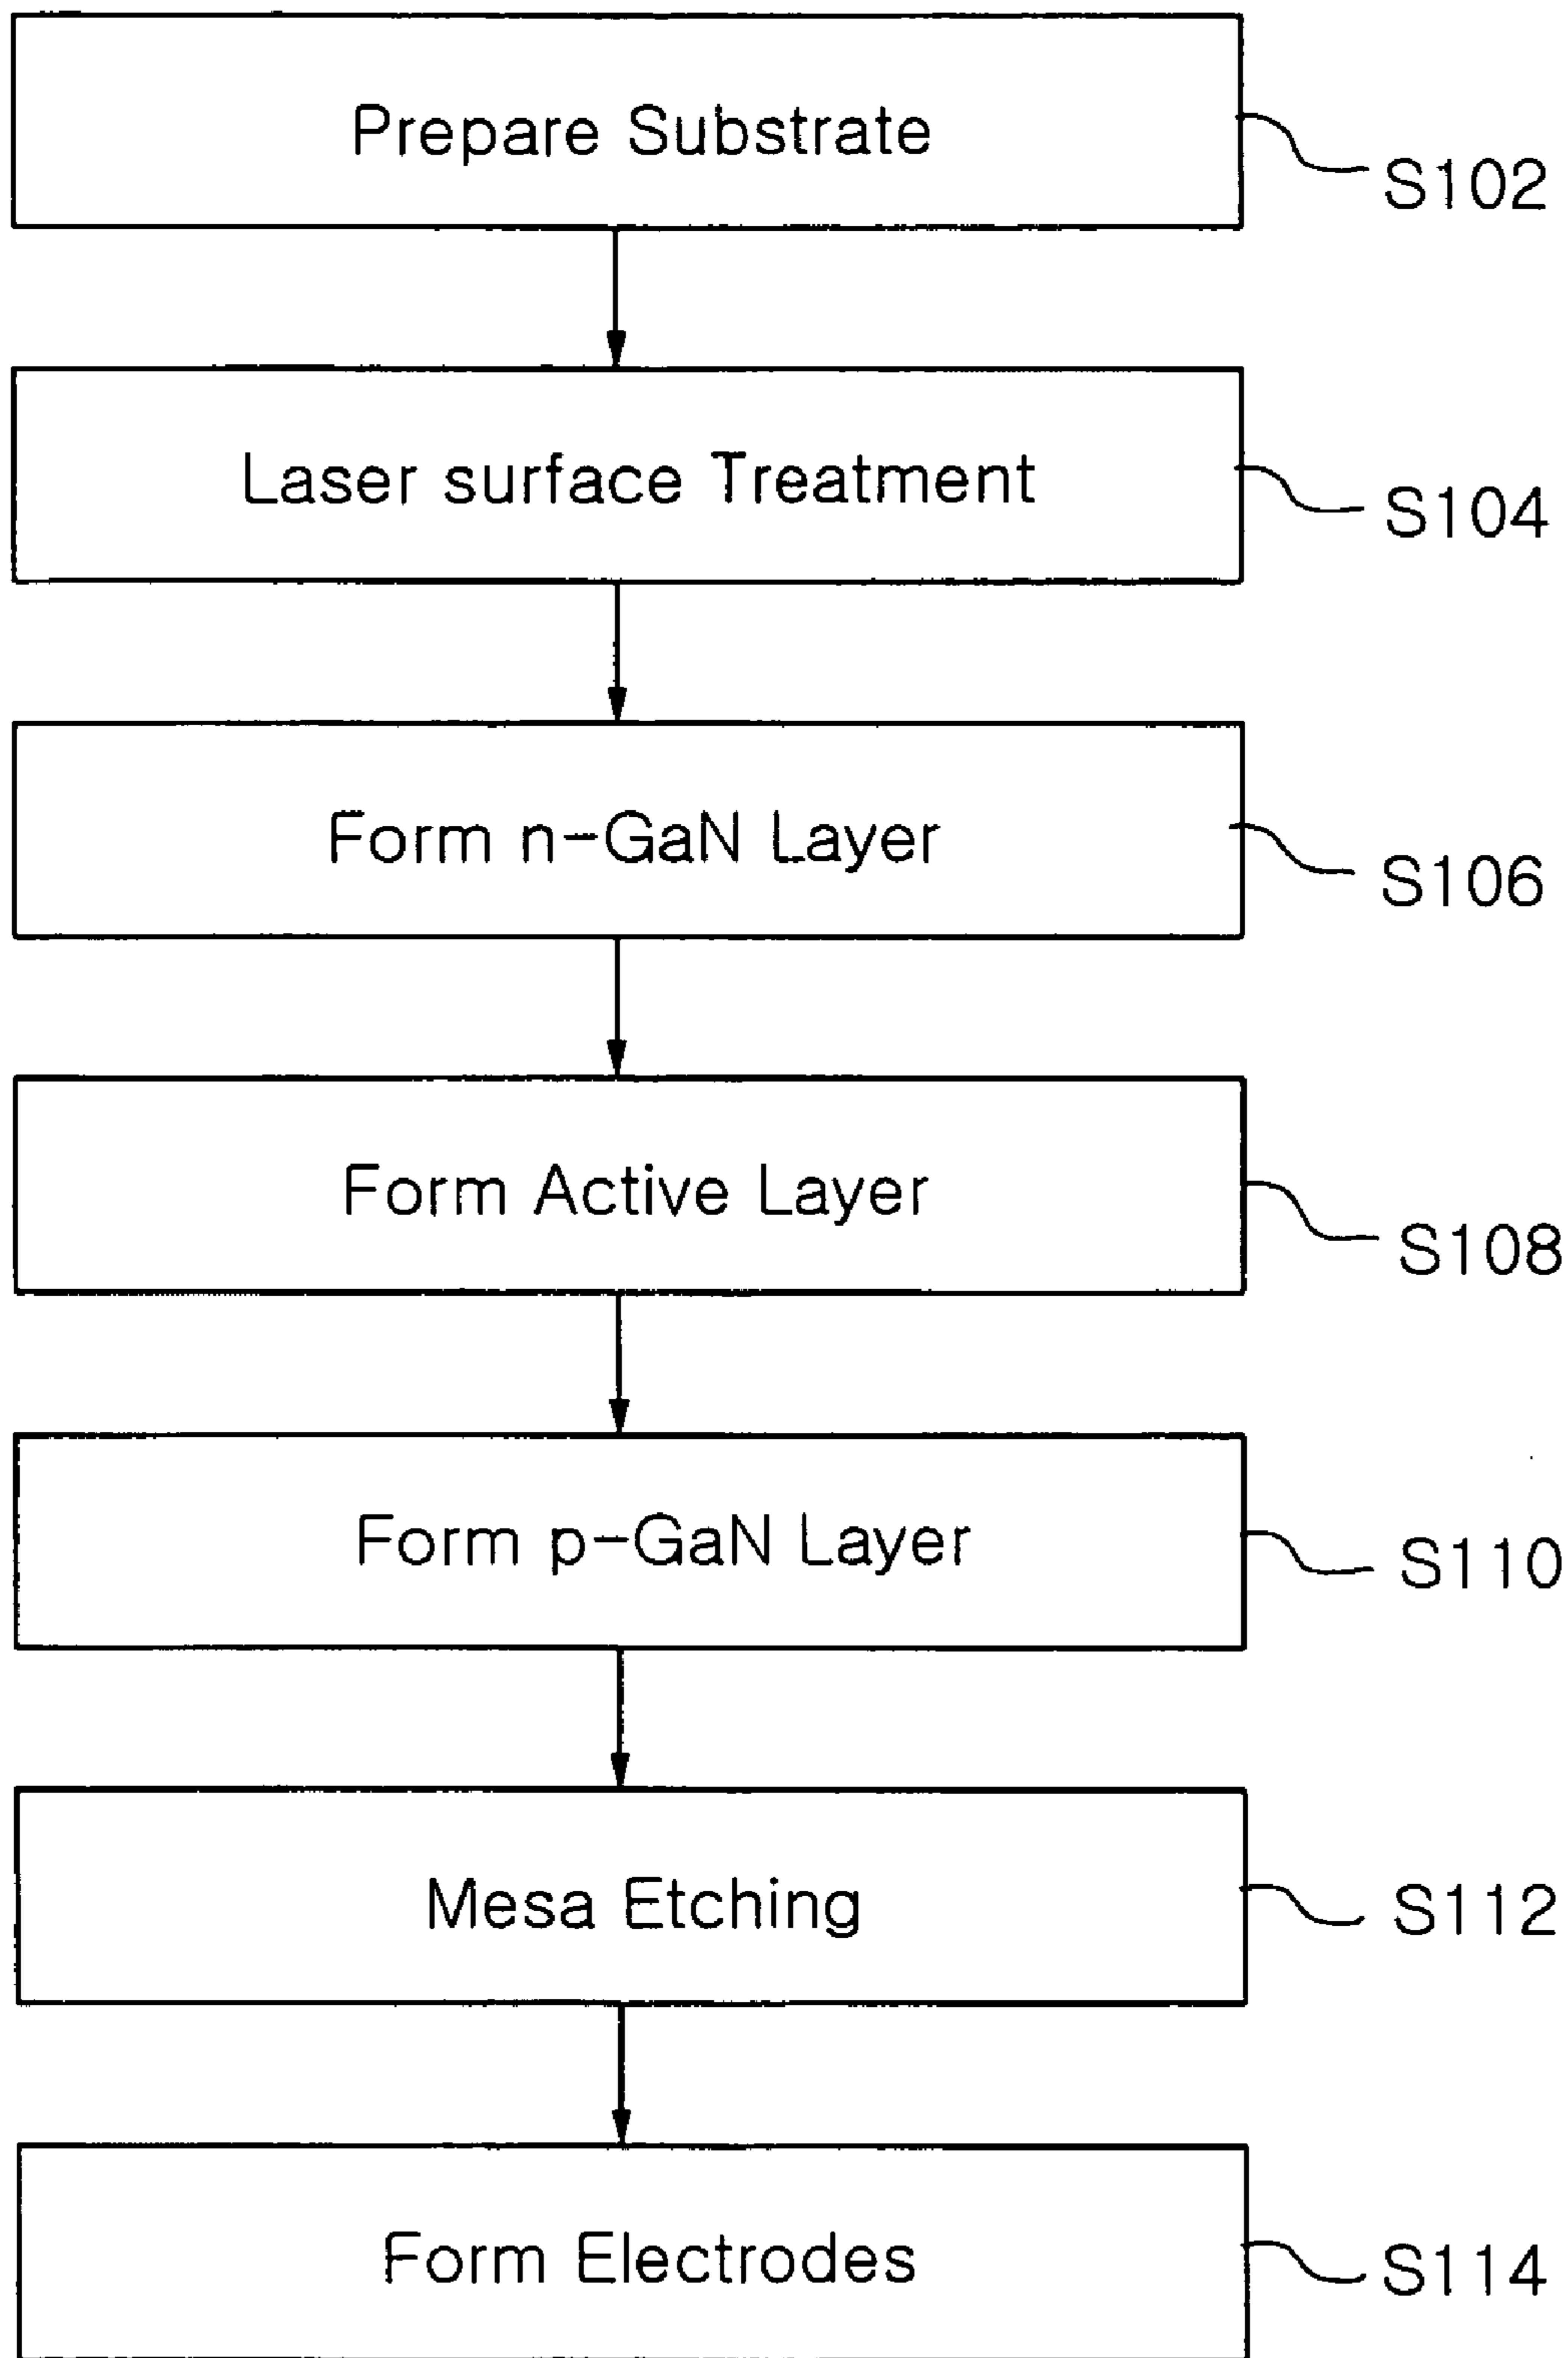 Prepare Substrate
S102
Laser surface Treatment
S104
Form n-GaN Layer
S106
Form Active Layer
S108
Form p-GaN Layer
S110
Mesa Etching
S112
Form Electrodes
S114